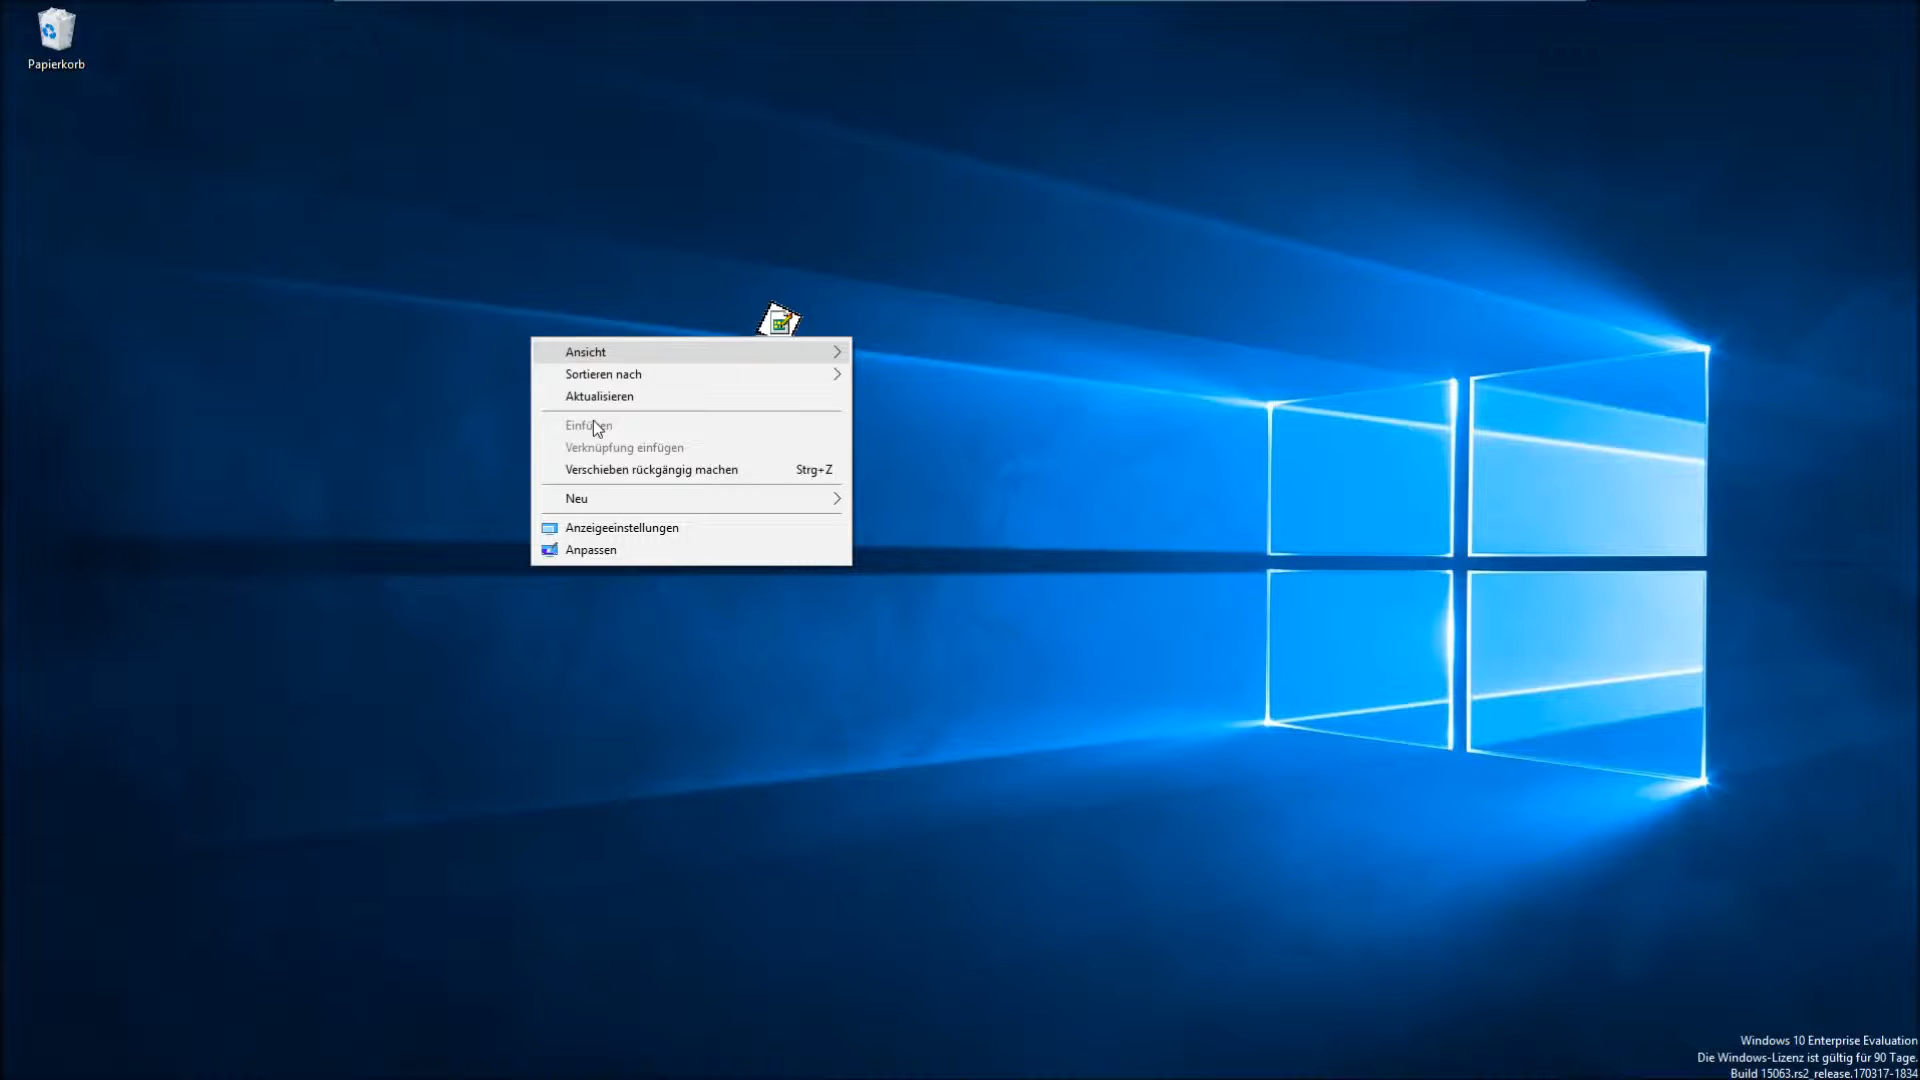 Papierkorb
Ansicht
Sortieren nach
Aktualisieren
Einfügen
Verknüpfung einfügen
Verschieben rückgängig machen Strg+Z
Neu
Anzeigeeinstellungen
Anpassen
Windows 10 Enterprise Evaluation
Die Windows-Lizenz ist gültig für 90 Tage.
Build 15063.rs2_release.170317-1834